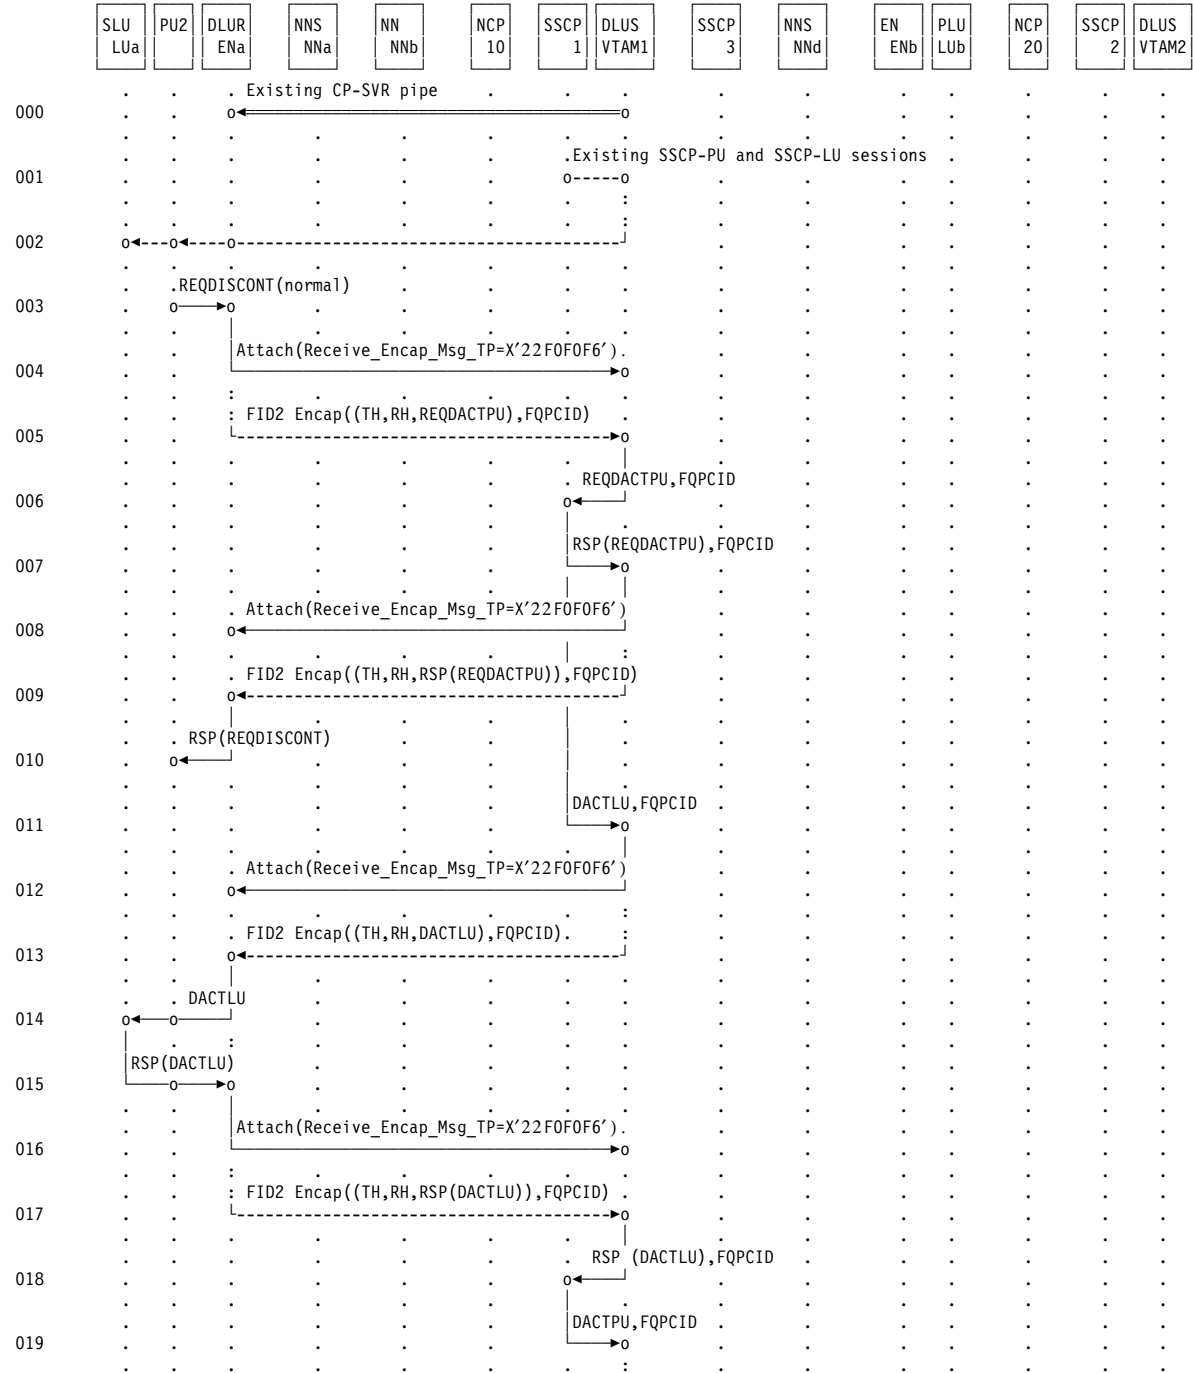 SLU PU2 DLUR NNS NN NCP SSCP DLUS SSCP NNS EN PLU NCP SSCP DLUS
LUa ENa NNa NNb 10 1 VTAM1 3 NNd ENb LUb 20 2 VTAM2
Existing CP-SVR pipe
000
Existing SSCP-PU and SSCP-LU sessions
001
002
REQDISCONT(normal)
003
Attach(Receive_Encap_Msg_TP=X'22F0F0F6')
004
FID2 Encap((TH,RH,REQDACTPU),FQPCID)
005
REQDACTPU,FQPCID
006
RSP(REQDACTPU),FQPCID
007
Attach(Receive_Encap_Msg_TP=X'22F0F0F6')
008
FID2 Encap((TH,RH,RSP(REQDACTPU)),FQPCID)
009
RSP(REQDISCONT)
010
DACTLU,FQPCID
011
Attach(Receive_Encap_Msg_TP=X'22F0F0F6')
012
FID2 Encap((TH,RH,DACTLU),FQPCID)
013
DACTLU
014
RSP(DACTLU)
015
Attach(Receive_Encap_Msg_TP=X'22F0F0F6')
016
FID2 Encap((TH,RH,RSP(DACTLU)),FQPCID)
017
RSP (DACTLU),FQPCID
018
DACTPU,FQPCID
019